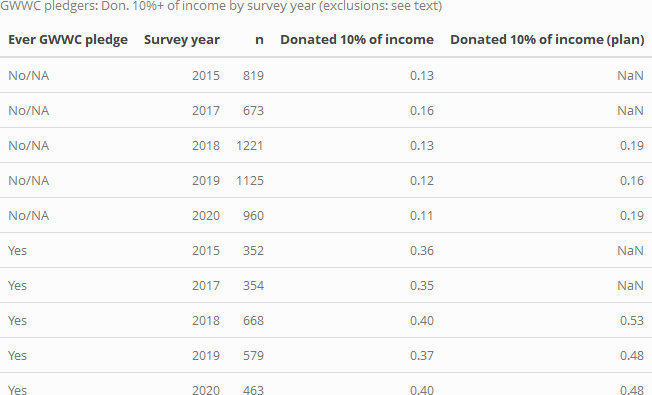 GWWC pledgers: Don. 10%+ of income by survey year (exclusions: see text)
Ever GWWC pledge Survey year n Donated 10% of income Donated 10% of income (plan)
No/NA 2015 819 0.13 NaN
No/NA 2017 673 0.16 NaN
No/NA 2018 1221 0.13 0.19
No/NA 2019 1125 0.12 0.16
No/NA 2020 960 0.11 0.19
Yes 2015 352 0.36 NaN
Yes 2017 354 0.35 NaN
Yes 2018 668 0.40 0.53
Yes 2019 579 0.37 0.48
Yes 2020 463 0.40 0.48